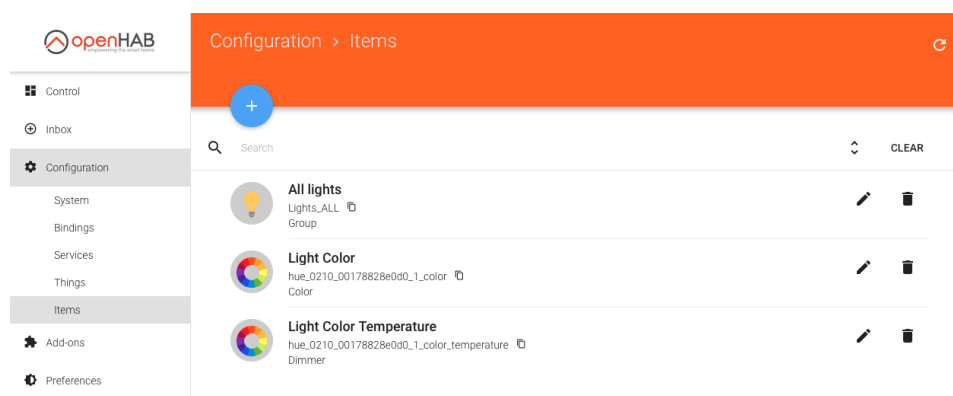 openHAB
empowering the smart home
Configuration > Items
Control
Inbox
Configuration
System
Bindings
Services
Things
Items
Add-ons
Preferences
Search
CLEAR
All lights
Lights_ALL
Group
Light Color
hue_0210_00178828e0d0_1_color
Color
Light Color Temperature
hue_0210_00178828e0d0_1_color_temperature
Dimmer